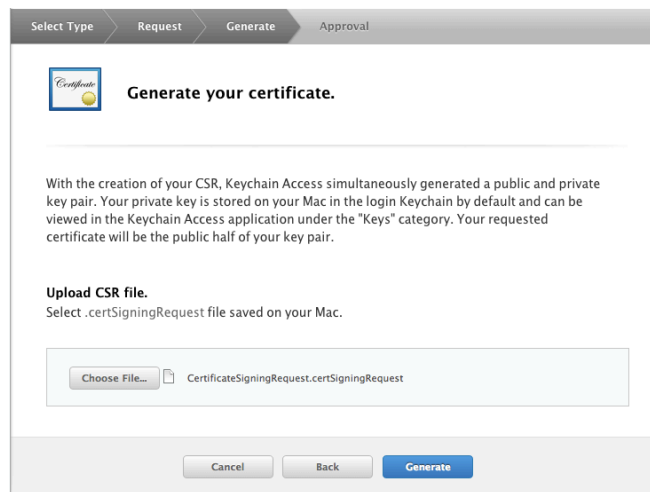 Select Type Request Generate Approval
Certificate
Generate your certificate.
With the creation of your CSR, Keychain Access simultaneously generated a public and private
key pair. Your private key is stored on your Mac in the login Keychain by default and can be
viewed in the Keychain Access application under the "Keys" category. Your requested
certificate will be the public half of your key pair.
Upload CSR file.
Select .certSigningRequest file saved on your Mac.
Choose File... CertificateSigningRequest.certSigningRequest
Cancel Back Generate